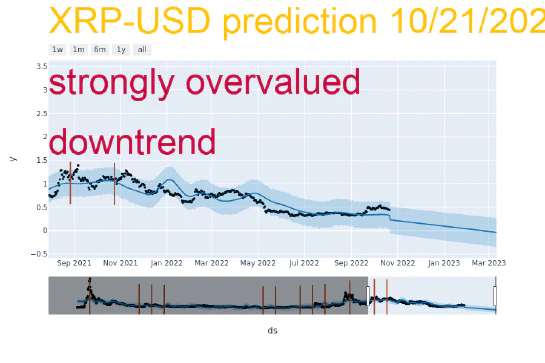 XRP-USD prediction 10/21/202
1w 1m 6m 1y all
3.5
strongly overvalued
3
2.5
downtrend
2
1.5
y
1
0.5
0
−0.5
Sep 2021 Nov 2021 Jan 2022 Mar 2022 May 2022 Jul 2022 Sep 2022 Nov 2022 Jan 2023 Mar 2023
ds